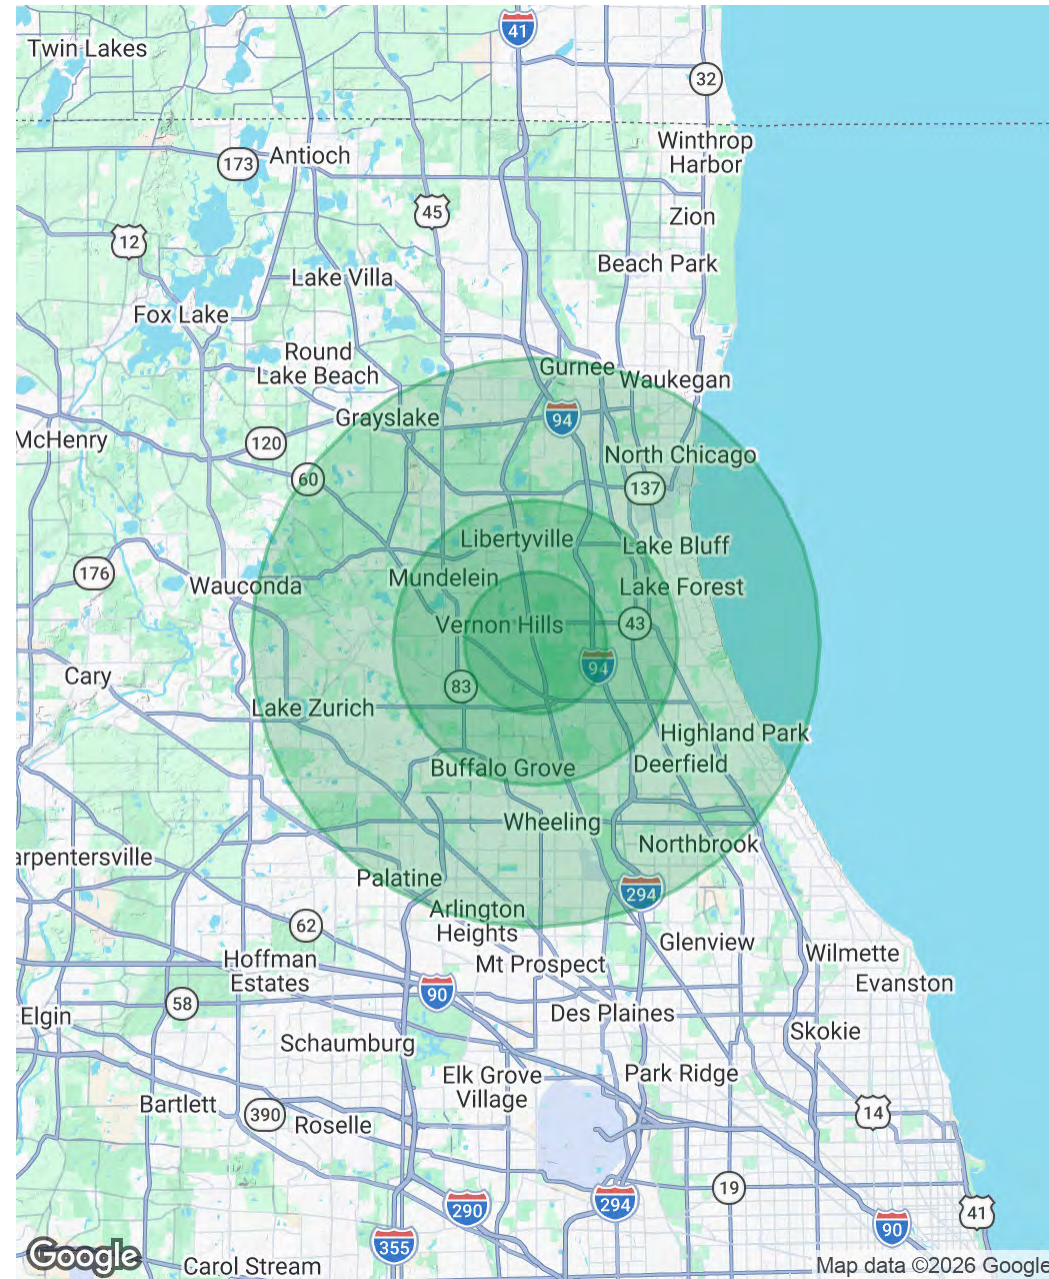 41
Twin Lakes
32
Winthrop
Harbor
173
Antioch
45
Zion
12
Beach Park
Lake Villa
Fox Lake
Round
Lake Beach
Gurnee
Waukegan
Grayslake
94
McHenry
120
North Chicago
60
137
Libertyville
Lake Bluff
176
Wauconda
Mundelein
Lake Forest
Vernon Hills
43
94
Cary
83
Lake Zurich
Highland Park
Buffalo Grove
Deerfield
Wheeling
Northbrook
arpentersville
Palatine
294
Arlington
Heights
62
Glenview
Wilmette
Hoffman
Estates
Mt Prospect
Evanston
90
58
Elgin
Des Plaines
Skokie
Schaumburg
Elk Grove
Village
Park Ridge
Bartlett
390
Roselle
14
19
290
294
41
90
355
Google
Carol Stream
Map data ©2026 Google